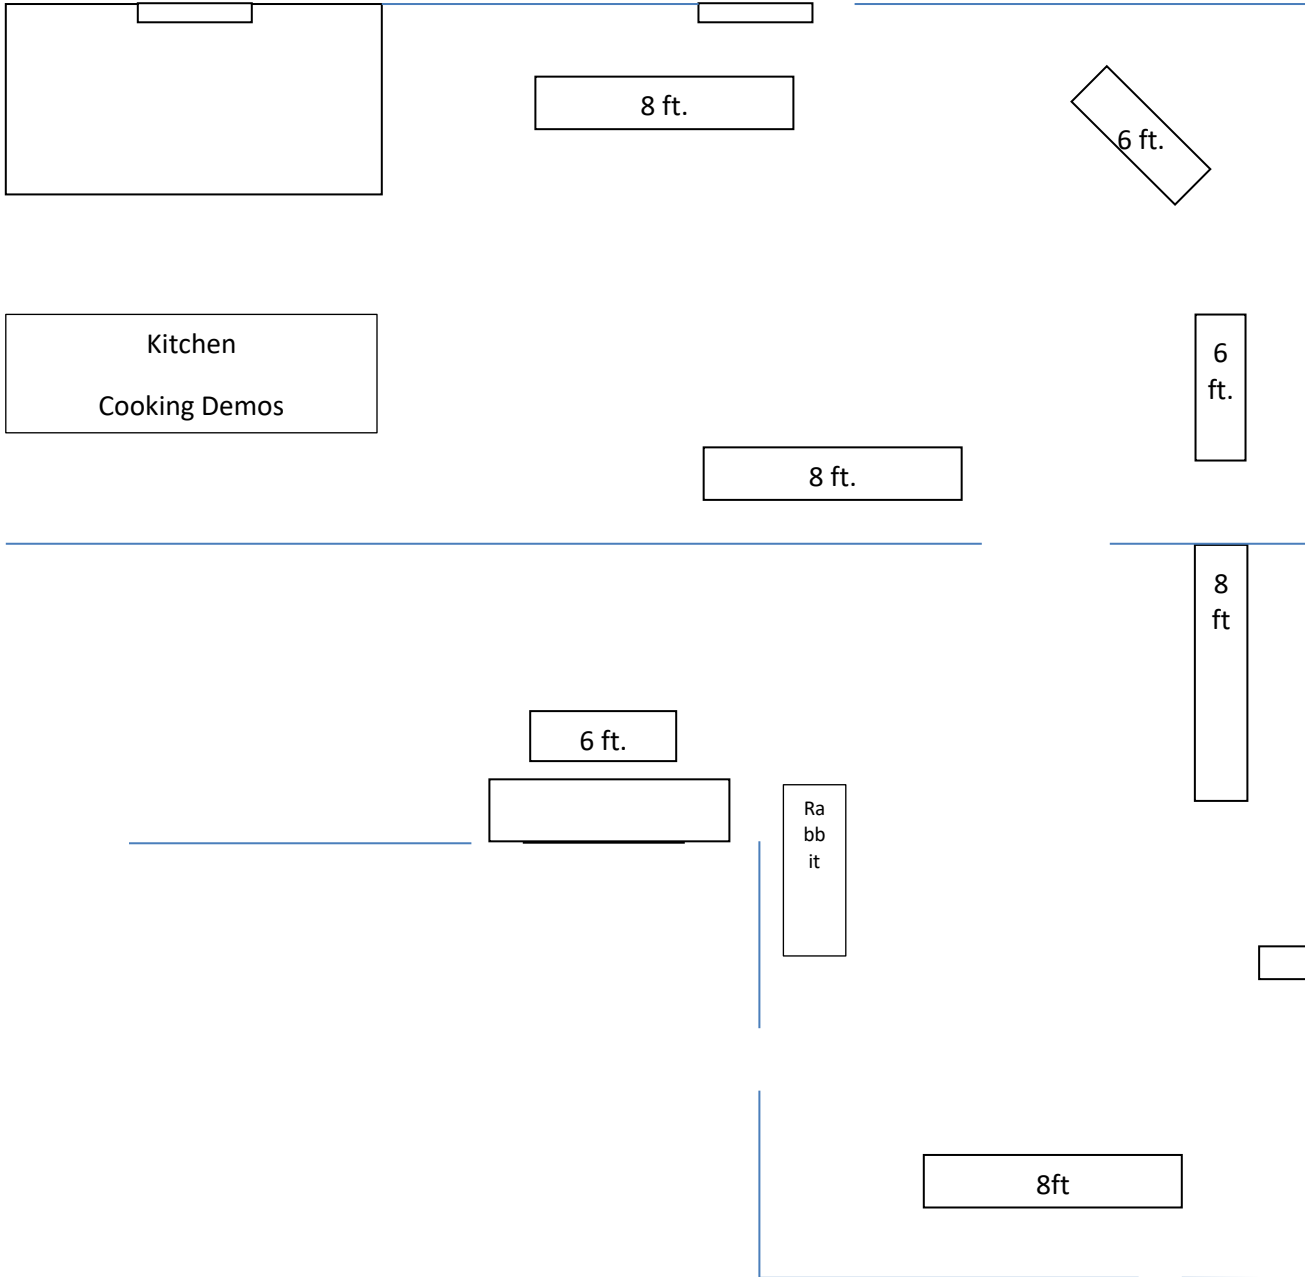 8 ft.
6 ft.
Kitchen
Cooking Demos
6
ft.
8 ft.
8
ft
6 ft.
Ra
bb
it
8ft